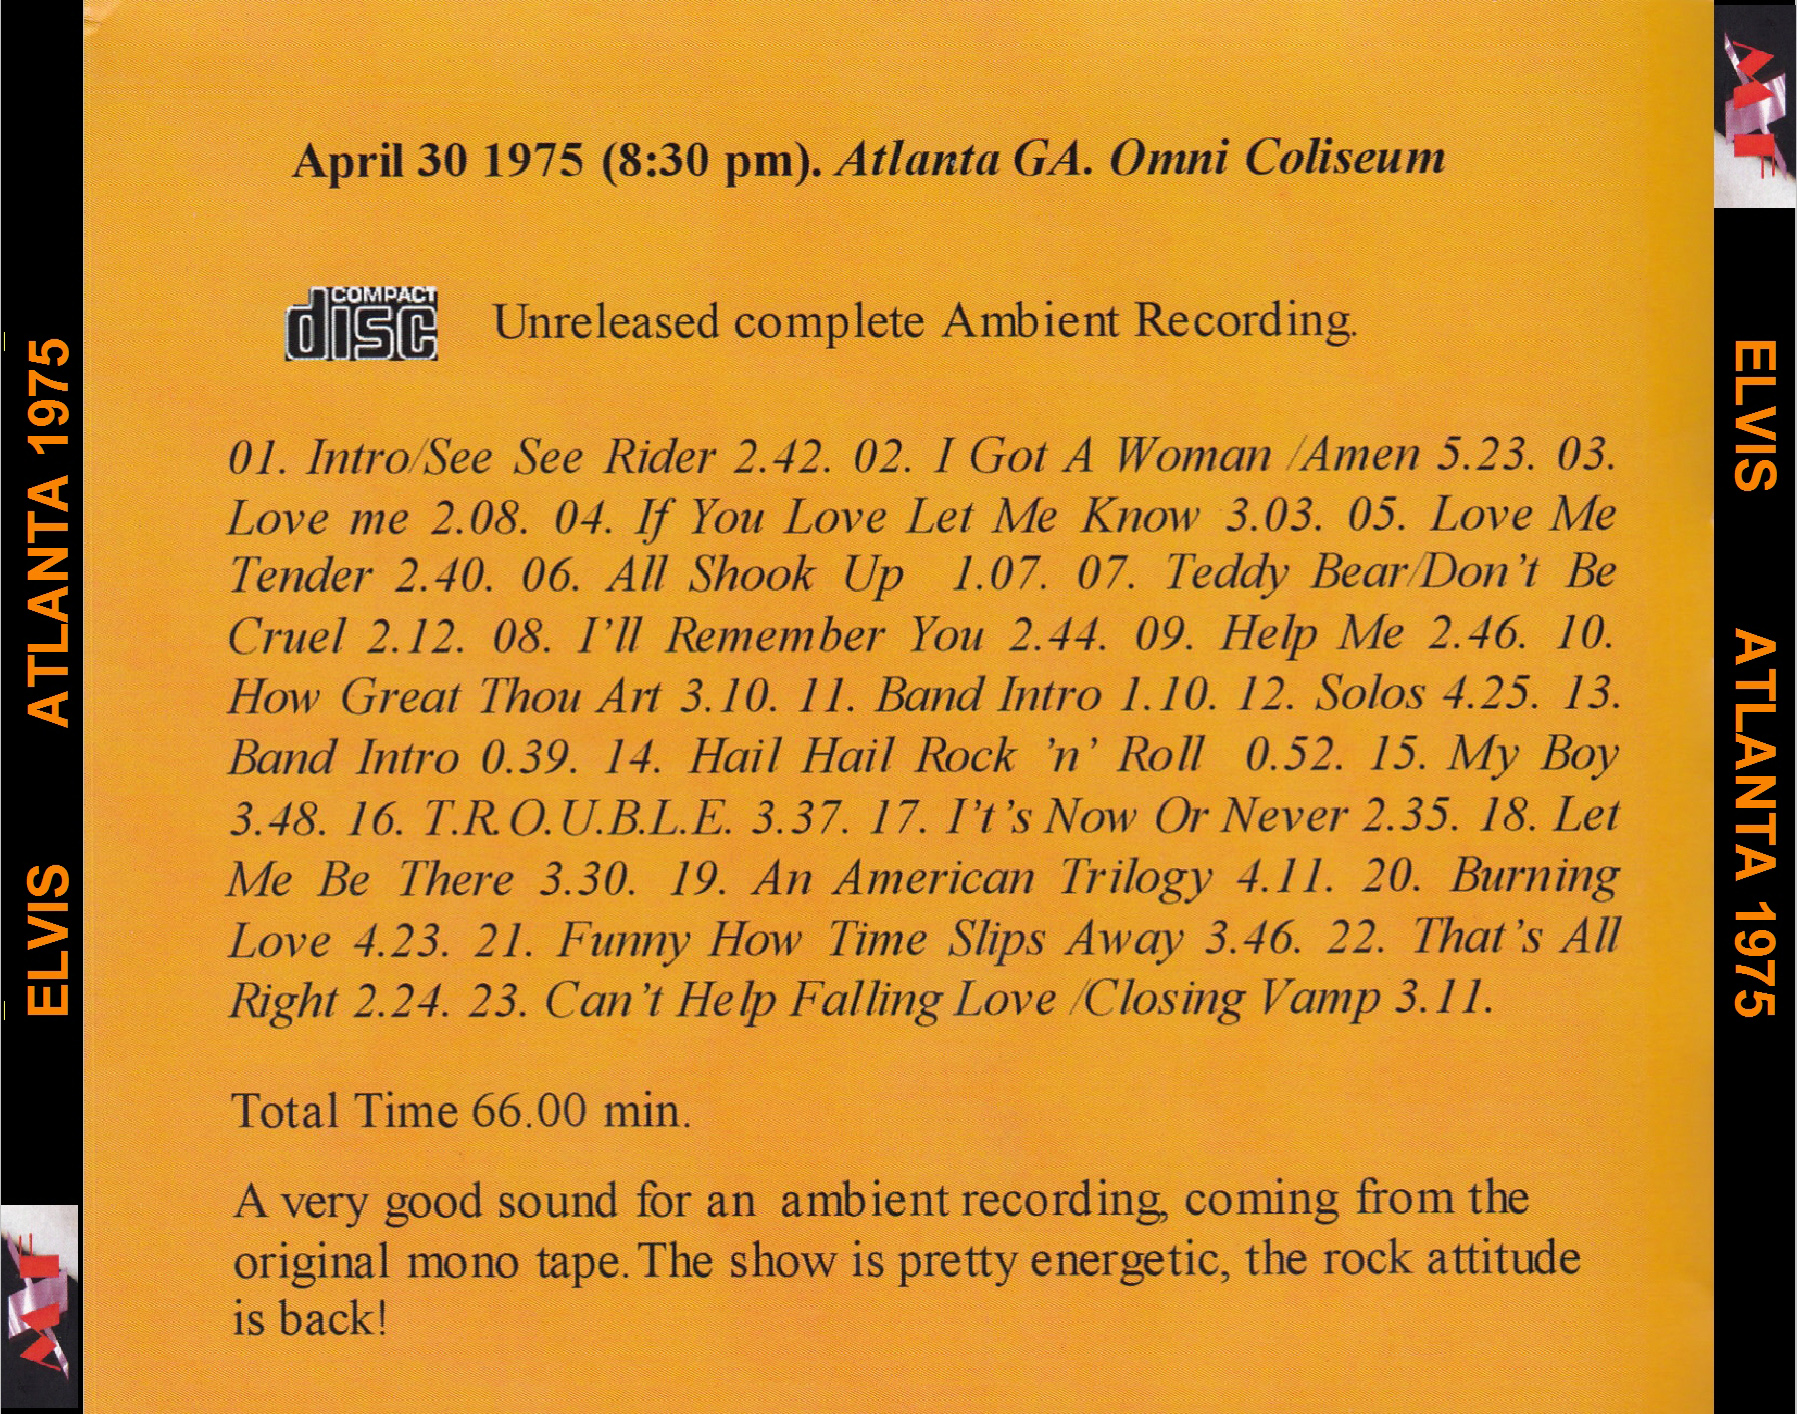 April 30 1975 (8:30 pm). Atlanta GA. Omni Coliseum
COMPACT
disc
Unreleased complete Ambient Recording.
01. Intro/See See Rider 2.42. 02. I Got A Woman /Amen 5.23. 03.
Love me 2.08. 04. If You Love Let Me Know 3.03. 05. Love Me
Tender 2.40. 06. All Shook Up 1.07. 07. Teddy Bear/Don't Be
Cruel 2.12. 08. I'll Remember You 2.44. 09. Help Me 2.46. 10.
How Great Thou Art 3.10. 11. Band Intro 1.10. 12. Solos 4.25. 13.
Band Intro 0.39. 14. Hail Hail Rock 'n' Roll 0.52. 15. My Boy
3.48. 16. T.R.O.U.B.L.E. 3.37. 17. I't's Now Or Never 2.35. 18. Let
Me Be There 3.30. 19. An American Trilogy 4.11. 20. Burning
Love 4.23. 21. Funny How Time Slips Away 3.46. 22. That's All
Right 2.24. 23. Can't Help Falling Love /Closing Vamp 3.11.
Total Time 66.00 min.
A very good sound for an ambient recording, coming from the
original mono tape. The show is pretty energetic, the rock attitude
is back!
ELVIS ATLANTA 1975
ELVIS ATLANTA 1975